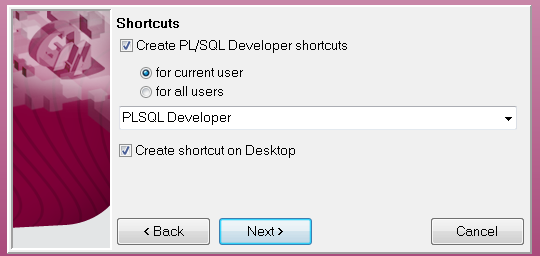 Shortcuts
Create PL/SQL Developer shortcuts
for current user
for all users
PLSQL Developer
Create shortcut on Desktop
< Back
Next >
Cancel